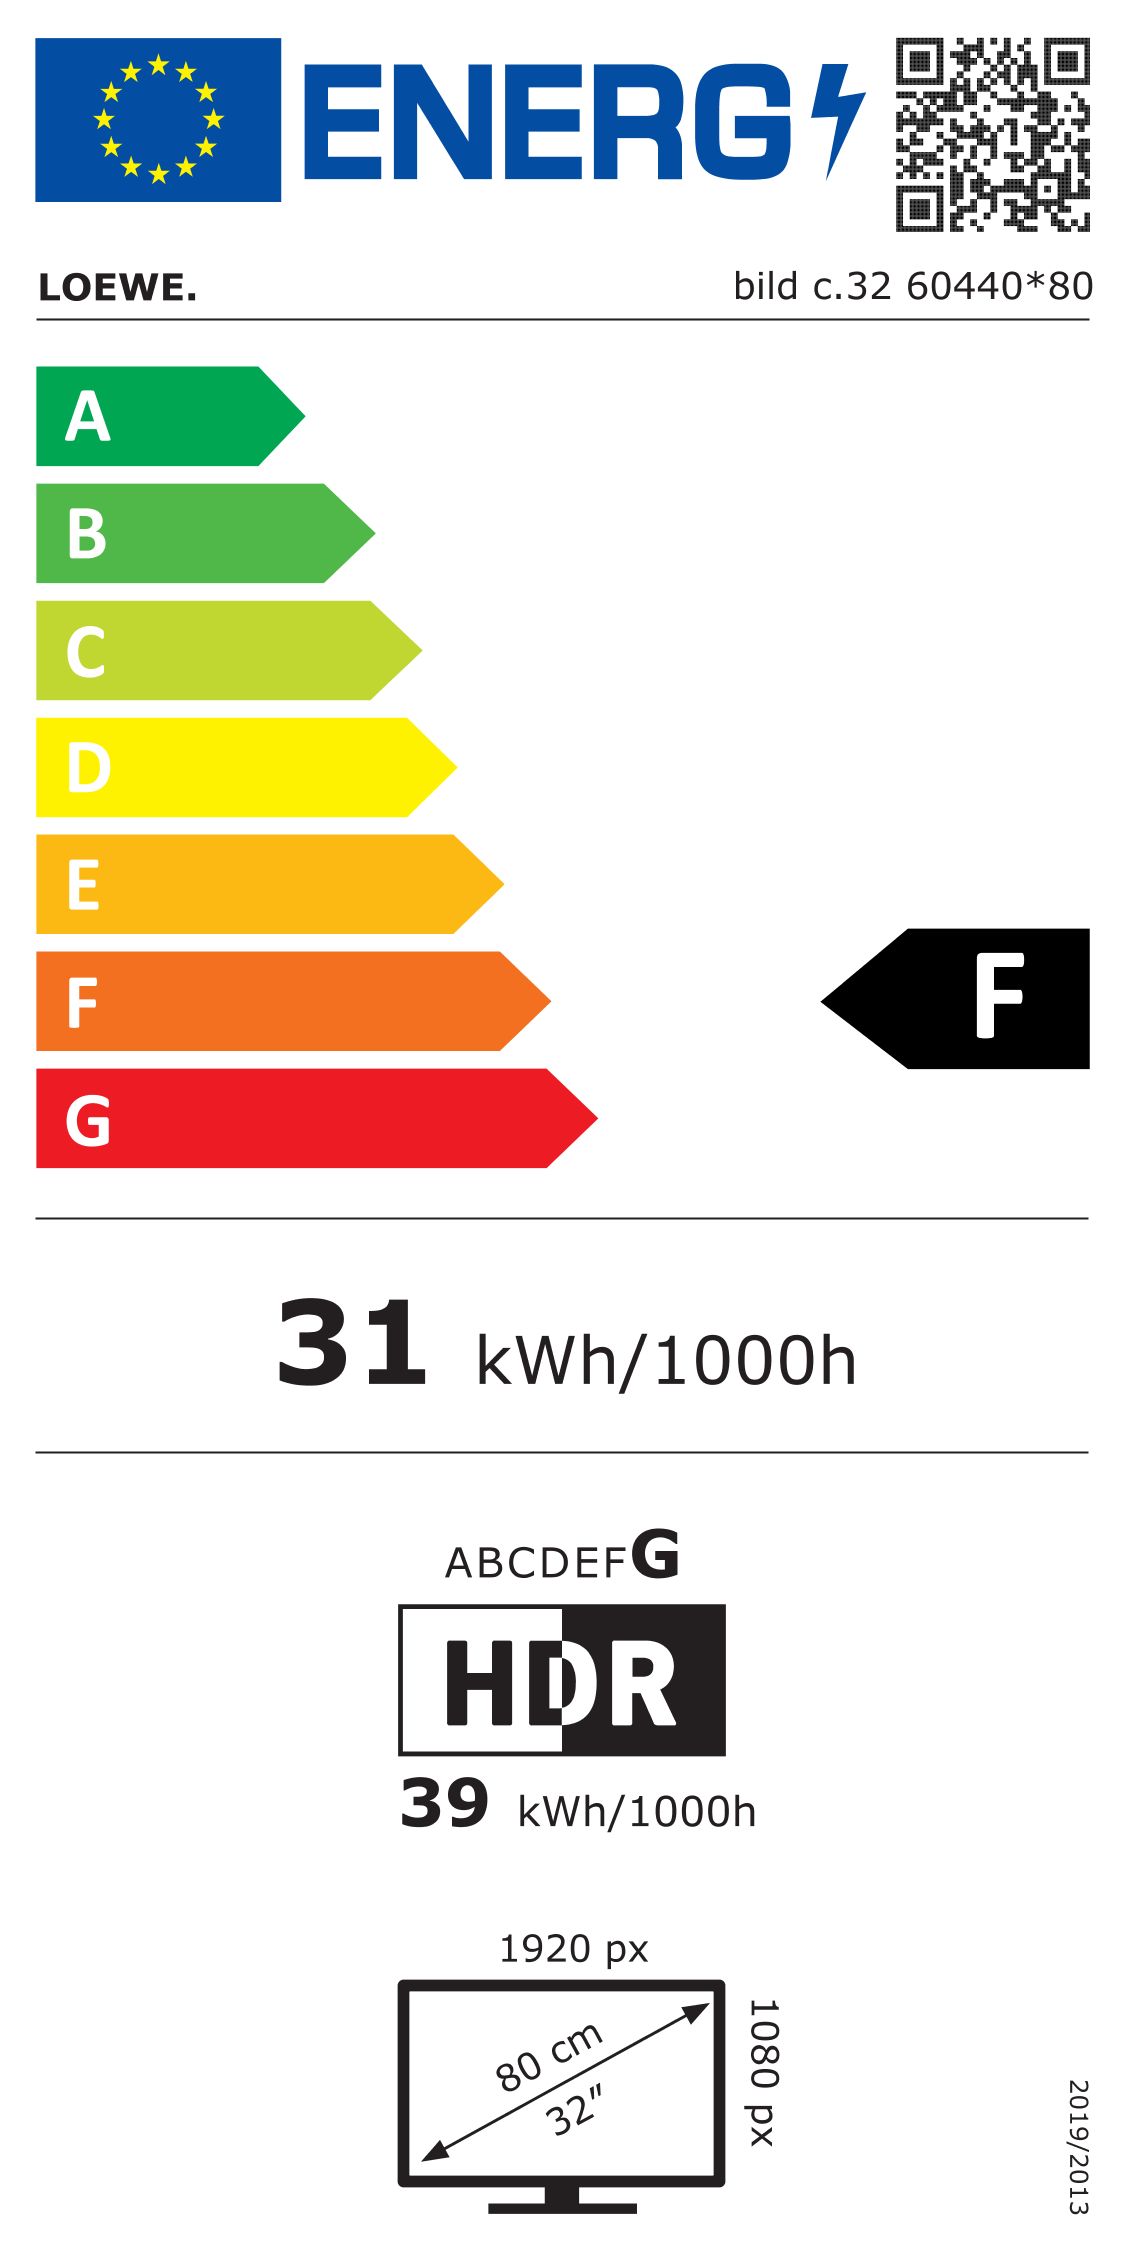 ENERG
LOEWE.
bild c.32 60440*80
A
B
C
D
E
F
F
G
31 kWh/1000h
ABCDEFG
HDR
39 kWh/1000h
1920 px
80 cm
32”
1080 px
2019/2013